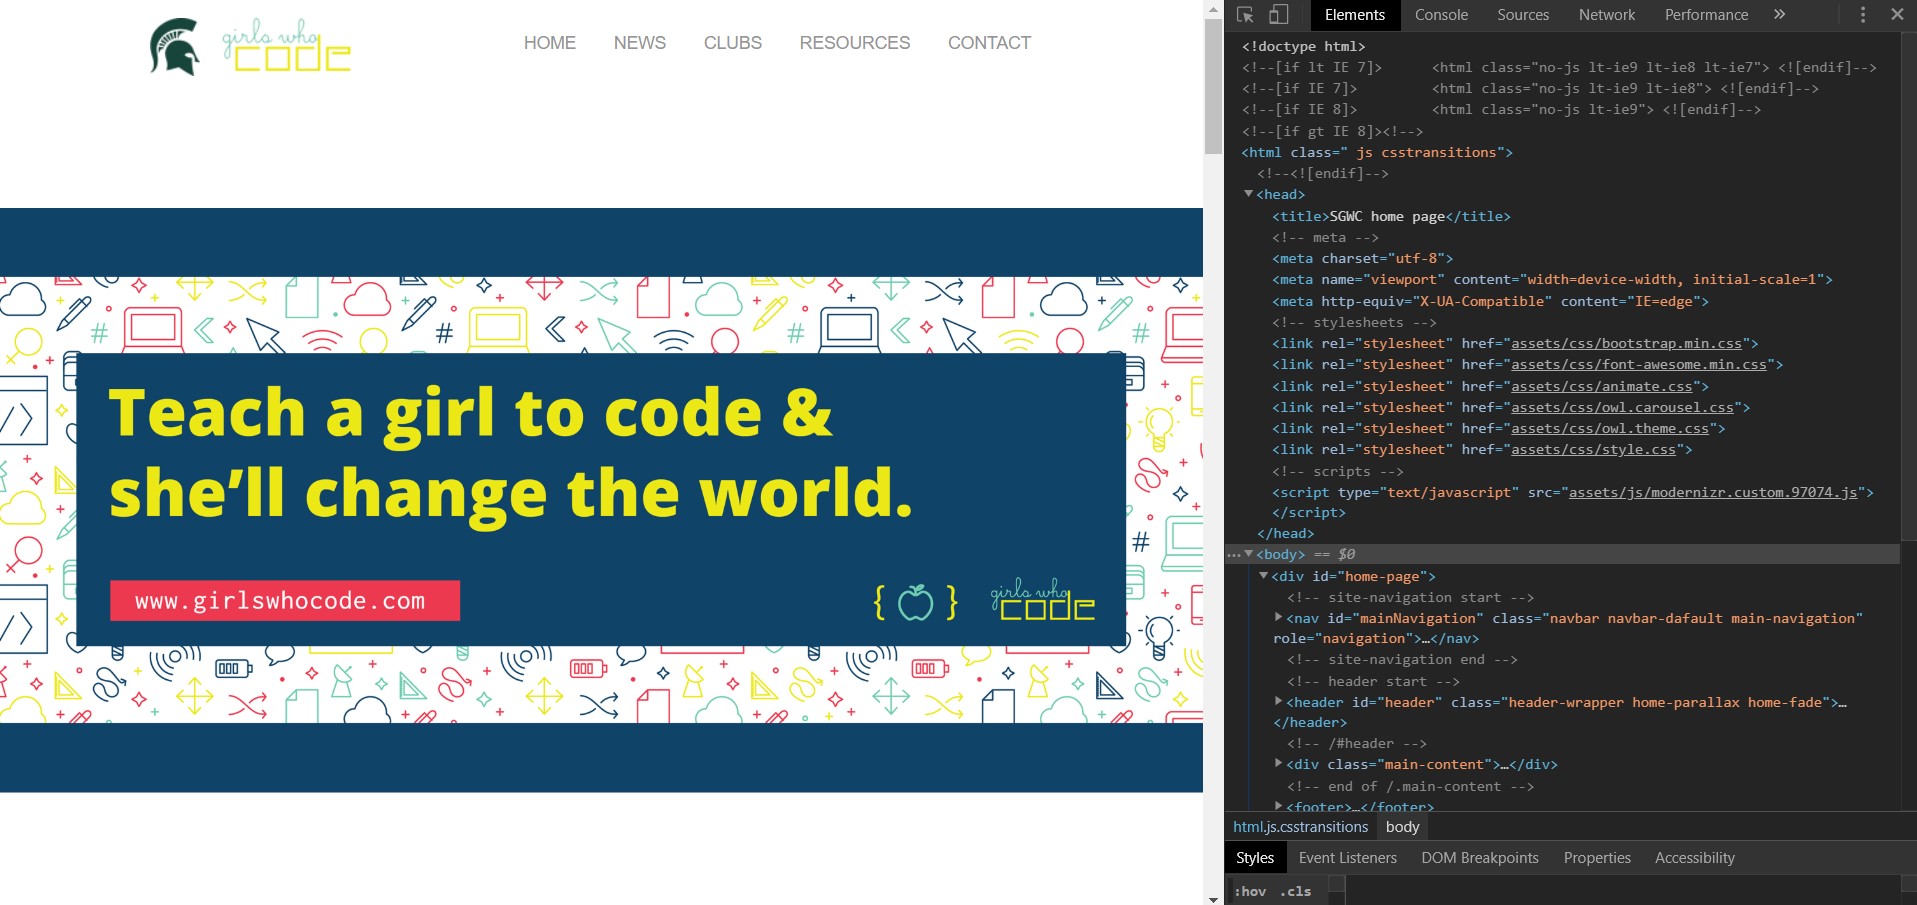 girls who
code
HOME NEWS CLUBS RESOURCES CONTACT
Teach a girl to code &
she’ll change the world.
www.girlswhocode.com
{ }
girls who
code
Elements Console Sources Network Performance »
<!doctype html>
<!--[if lt IE 7]> <html class="no-js lt-ie9 lt-ie8 lt-ie7"> <![endif]-->
<!--[if IE 7]> <html class="no-js lt-ie9 lt-ie8"> <![endif]-->
<!--[if IE 8]> <html class="no-js lt-ie9"> <![endif]-->
<!--[if gt IE 8]><!-->
<html class=" js csstransitions">
<!--<![endif]-->
<head>
<title>SGWC home page</title>
<!-- meta -->
<meta charset="utf-8">
<meta name="viewport" content="width=device-width, initial-scale=1">
<meta http-equiv="X-UA-Compatible" content="IE=edge">
<!-- stylesheets -->
<link rel="stylesheet" href="assets/css/bootstrap.min.css">
<link rel="stylesheet" href="assets/css/font-awesome.min.css">
<link rel="stylesheet" href="assets/css/animate.css">
<link rel="stylesheet" href="assets/css/owl.carousel.css">
<link rel="stylesheet" href="assets/css/owl.theme.css">
<link rel="stylesheet" href="assets/css/style.css">
<!-- scripts -->
<script type="text/javascript" src="assets/js/modernizr.custom.97074.js">
</script>
</head>
…<body> == $0
<div id="home-page">
<!-- site-navigation start -->
<nav id="mainNavigation" class="navbar navbar-dafault main-navigation"
role="navigation">…</nav>
<!-- site-navigation end -->
<!-- header start -->
<header id="header" class="header-wrapper home-parallax home-fade">…
</header>
<!-- /#header -->
<div class="main-content">…</div>
<!-- end of /.main-content -->
<footer>…</footer>
html.js.csstransitions body
Styles Event Listeners DOM Breakpoints Properties Accessibility
:hov .cls